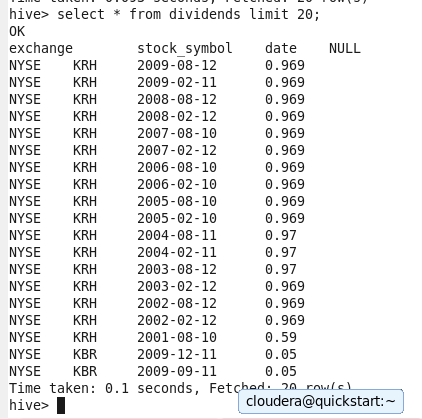 Time taken: 0.095 seconds, Fetched: 20 row(s)
hive> select * from dividends limit 20;
OK
exchange stock_symbol date NULL
NYSE KRH 2009-08-12 0.969
NYSE KRH 2009-02-11 0.969
NYSE KRH 2008-08-12 0.969
NYSE KRH 2008-02-12 0.969
NYSE KRH 2007-08-10 0.969
NYSE KRH 2007-02-12 0.969
NYSE KRH 2006-08-10 0.969
NYSE KRH 2006-02-10 0.969
NYSE KRH 2005-08-10 0.969
NYSE KRH 2005-02-10 0.969
NYSE KRH 2004-08-11 0.97
NYSE KRH 2004-02-11 0.97
NYSE KRH 2003-08-12 0.97
NYSE KRH 2003-02-12 0.969
NYSE KRH 2002-08-12 0.969
NYSE KRH 2002-02-12 0.969
NYSE KRH 2001-08-10 0.59
NYSE KBR 2009-12-11 0.05
NYSE KBR 2009-09-11 0.05
Time taken: 0.1 seconds, Fetched: 20 row(s)
hive>
cloudera@quickstart:~